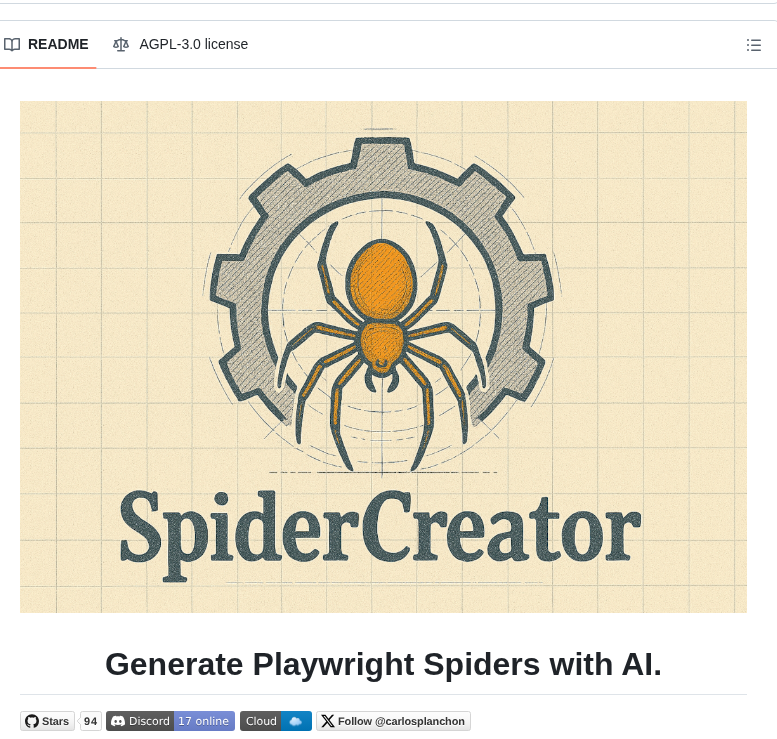 README AGPL-3.0 license
SpiderCreator
Generate Playwright Spiders with AI.
Stars 94 Discord 17 online Cloud Follow @carlosplanchon